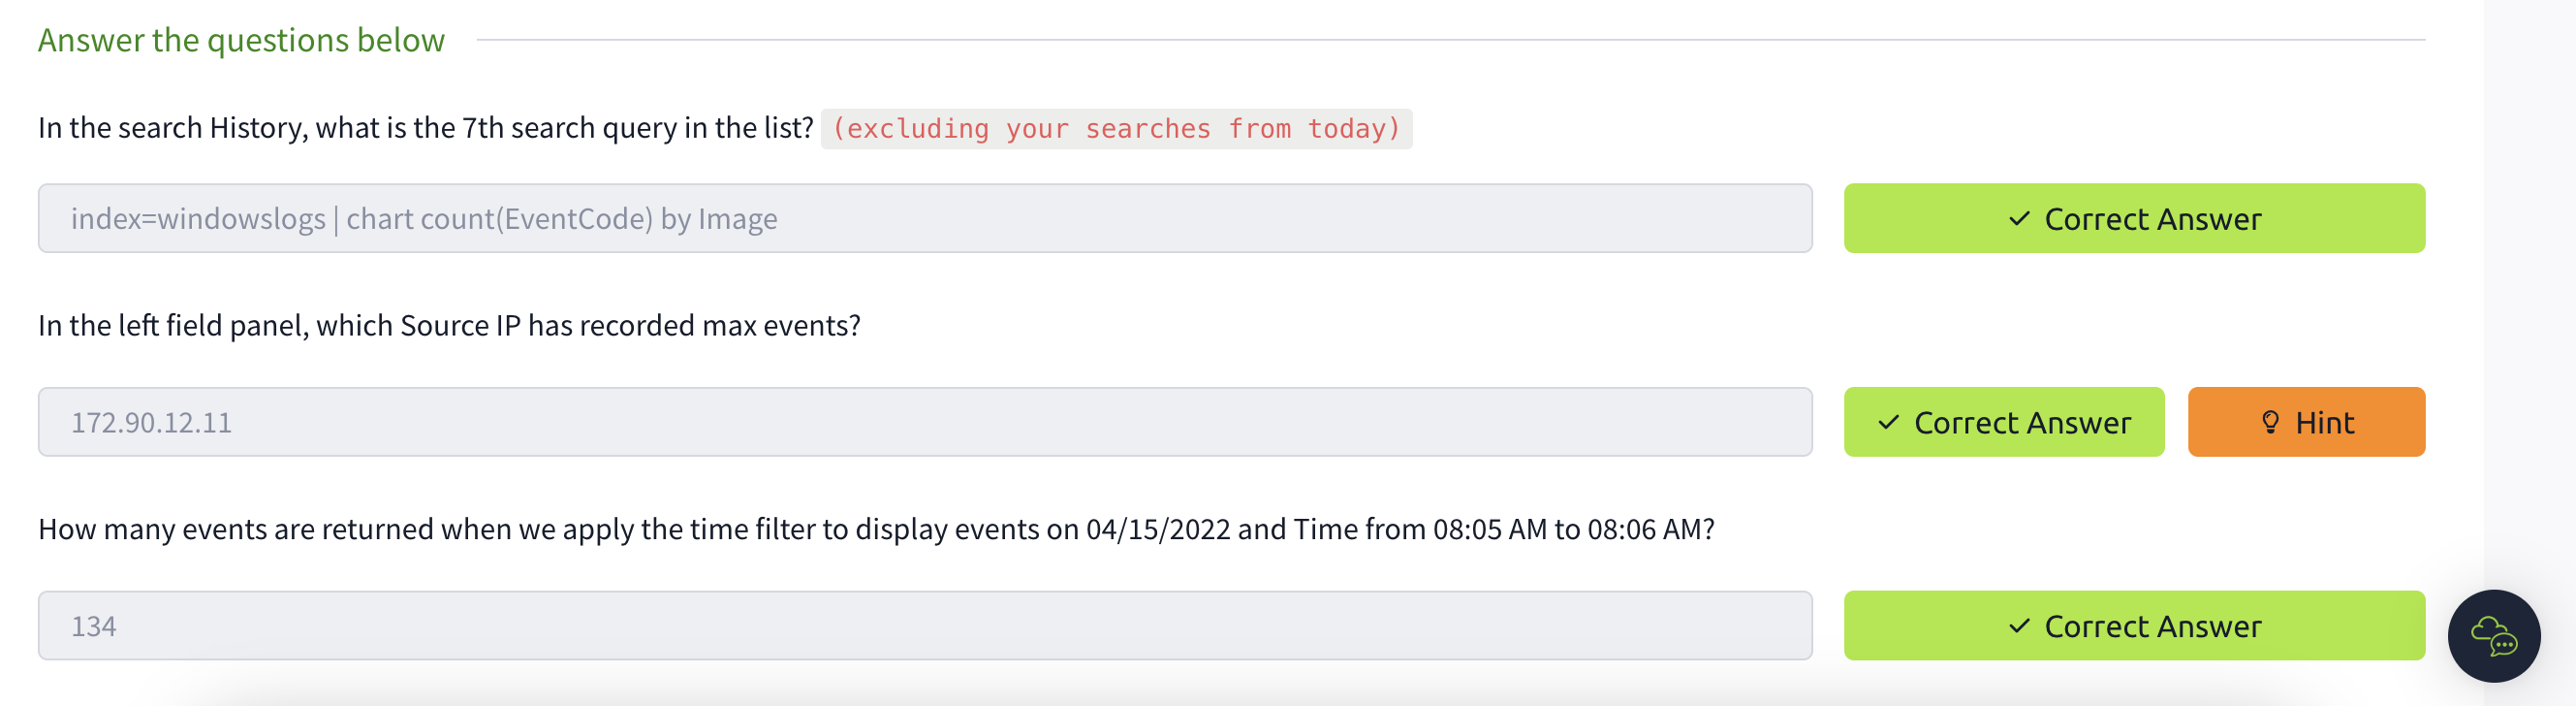 Answer the questions below
In the search History, what is the 7th search query in the list? (excluding your searches from today)
index=windowslogs | chart count(EventCode) by Image
Correct Answer
In the left field panel, which Source IP has recorded max events?
172.90.12.11
Correct Answer
Hint
How many events are returned when we apply the time filter to display events on 04/15/2022 and Time from 08:05 AM to 08:06 AM?
134
Correct Answer